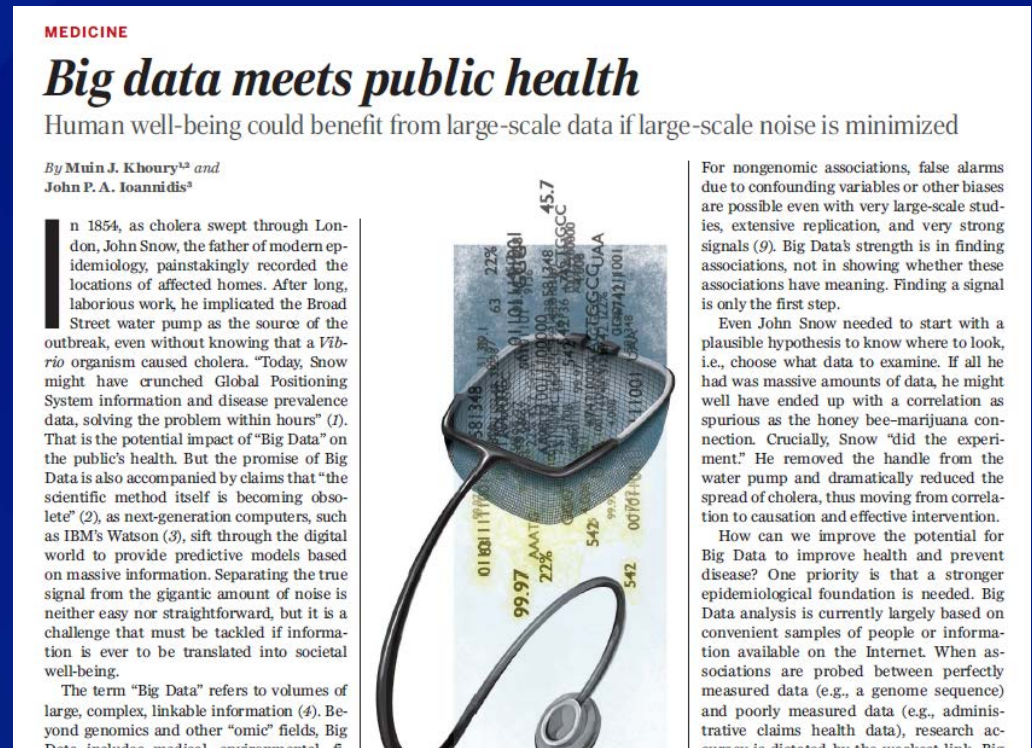 MEDICINE
Big data meets public health
Human well-being could benefit from large-scale data if large-scale noise is minimized
By Muin J. Khoury1,2 and
John P. A. Ioannidis3
In 1854, as cholera swept through Lon-
don, John Snow, the father of modern ep-
idemiology, painstakingly recorded the
locations of affected homes. After long,
laborious work, he implicated the Broad
Street water pump as the source of the
outbreak, even without knowing that a Vib-
rio organism caused cholera. “Today, Snow
might have crunched Global Positioning
System information and disease prevalence
data, solving the problem within hours” (1).
That is the potential impact of “Big Data” on
the public’s health. But the promise of Big
Data is also accompanied by claims that “the
scientific method itself is becoming obso-
lete” (2), as next-generation computers, such
as IBM’s Watson (3), sift through the digital
world to provide predictive models based
on massive information. Separating the true
signal from the gigantic amount of noise is
neither easy nor straightforward, but it is a
challenge that must be tackled if informa-
tion is ever to be translated into societal
well-being.
The term “Big Data” refers to volumes of
large, complex, linkable information (4). Be-
yond genomics and other “omic” fields, Big
45.7
22%
63
AAATG
22%
99.97
542
542
For nongenomic associations, false alarms
due to confounding variables or other biases
are possible even with very large-scale stud-
ies, extensive replication, and very strong
signals (9). Big Data’s strength is in finding
associations, not in showing whether these
associations have meaning. Finding a signal
is only the first step.
Even John Snow needed to start with a
plausible hypothesis to know where to look,
i.e., choose what data to examine. If all he
had was massive amounts of data, he might
well have ended up with a correlation as
spurious as the honey bee–marijuana con-
nection. Crucially, Snow “did the experi-
ment.” He removed the handle from the
water pump and dramatically reduced the
spread of cholera, thus moving from correla-
tion to causation and effective intervention.
How can we improve the potential for
Big Data to improve health and prevent
disease? One priority is that a stronger
epidemiological foundation is needed. Big
Data analysis is currently largely based on
convenient samples of people or informa-
tion available on the Internet. When as-
sociations are probed between perfectly
measured data (e.g., a genome sequence)
and poorly measured data (e.g., adminis-
trative claims health data), research ac-